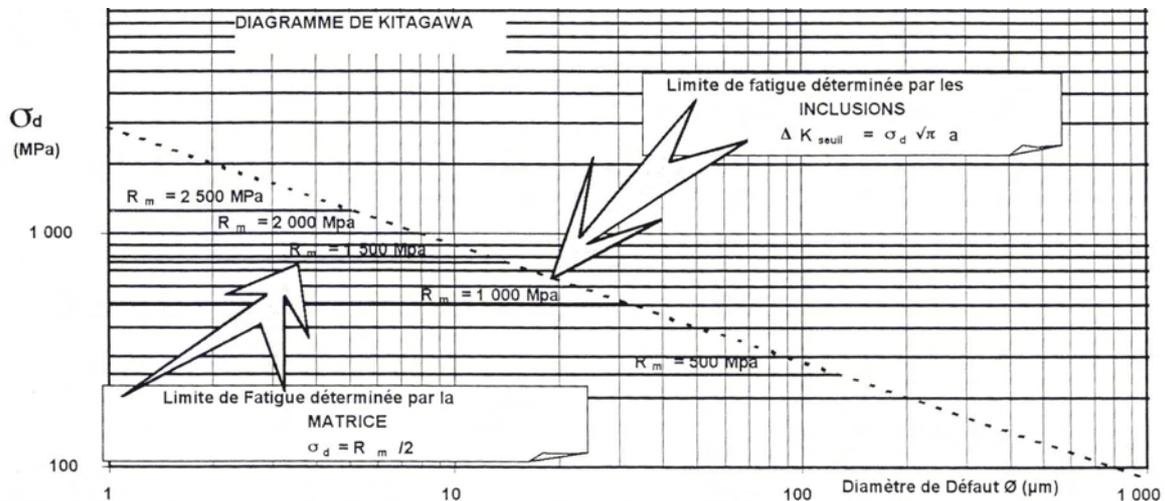 DIAGRAMME DE KITAGAWA
Limite de fatigue déterminée par les
INCLUSIONS
Δ K seuil = σ d √π a
σd
(MPa)
R m = 2 500 MPa
R m = 2 000 Mpa
1 000
R m = 1 500 Mpa
R m = 1 000 Mpa
R m = 500 Mpa
Limite de Fatigue déterminée par la
MATRICE
σ d = R m /2
100
1 10 100 1 000
Diamètre de Défaut Ø (µm)